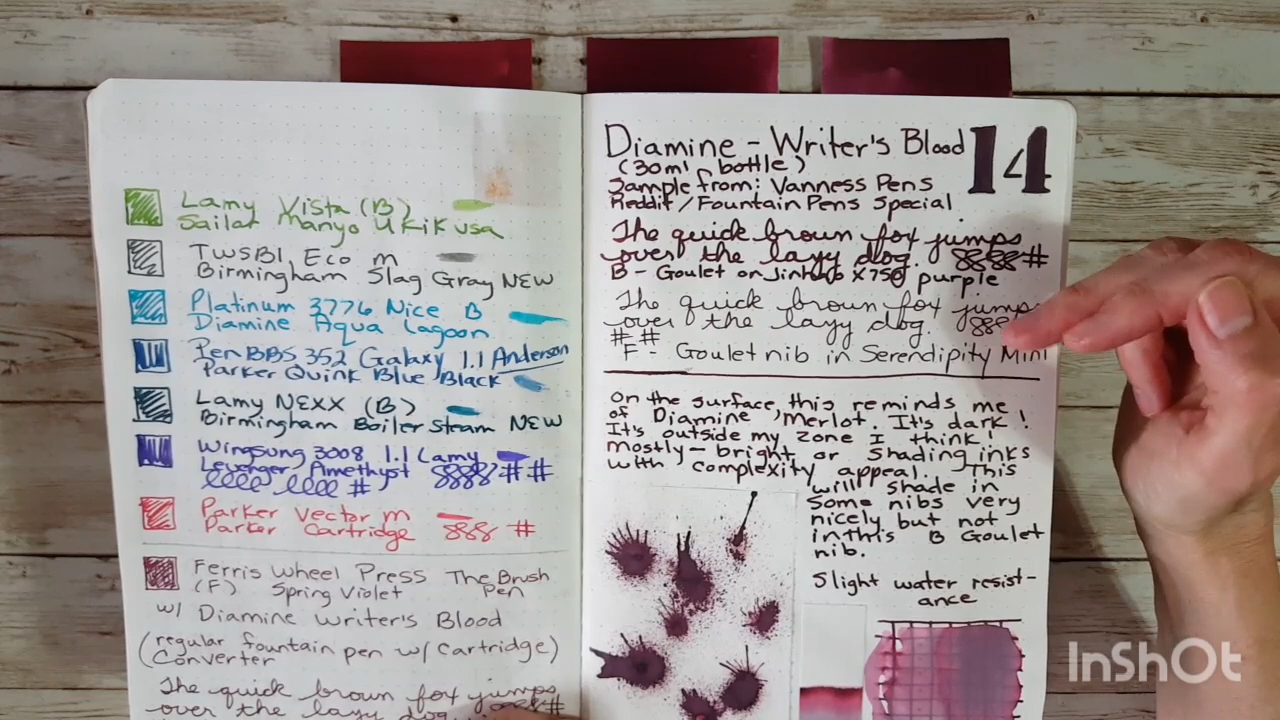 Lamy Vista (B)
Sailor Manyo Ukikusa
TWSBI Eco m
Birmingham Slag Gray NEW
Platinum 3776 Nice B
Diamine Aqua Lagoon
PenBBS 352 Galaxy 1.1 Anderson
Parker Quink Blue Black
Lamy NEXX (B)
Birmingham Boiler Steam NEW
Wingsung 3008 1.1 Lamy
Levenger Amethyst 8888 # #
llll llll #
Parker Vector m
Parker Cartridge 888 #
Ferris Wheel Press The Brush Pen
(F) Spring Violet
w/ Diamine Writer's Blood
(regular fountain pen w/ cartridge)
Converter
The quick brown fox jumps
over the lazy dog.
Diamine - Writer's Blood
14
(30ml bottle)
Sample from: Vanness Pens
Reddit/Fountain Pens Special
The quick brown fox jumps
over the lazy dog. 8888 #
B - Goulet on Jinhao X750 purple
The quick brown fox jumps
over the lazy dog. 888
# #
F - Goulet nib in Serendipity Mini
On the surface, this reminds me
of Diamine Merlot. It's dark!
It's outside my zone I think!
Mostly - bright or shading inks
with complexity appeal. This
will shade in
some nibs very
nicely but not
in this B Goulet
nib.
Slight water resist-
ance
InShOt